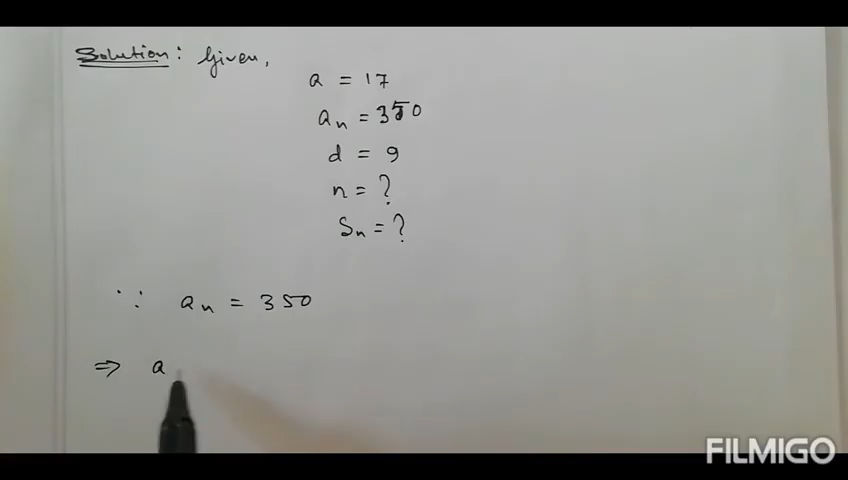 Solution: Given,
a = 17
aₙ = 350
d = 9
n = ?
Sₙ = ?
∵ aₙ = 350
⇒ a
FILMIGO